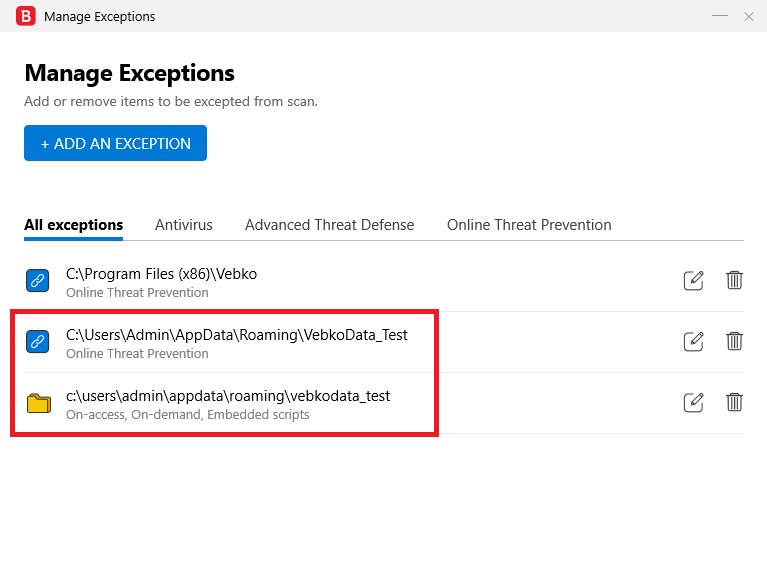 B Manage Exceptions
Manage Exceptions
Add or remove items to be excepted from scan.
+ ADD AN EXCEPTION
All exceptions Antivirus Advanced Threat Defense Online Threat Prevention
C:\Program Files (x86)\Vebko
Online Threat Prevention
C:\Users\Admin\AppData\Roaming\VebkoData_Test
Online Threat Prevention
c:\users\admin\appdata\roaming\vebkodata_test
On-access, On-demand, Embedded scripts